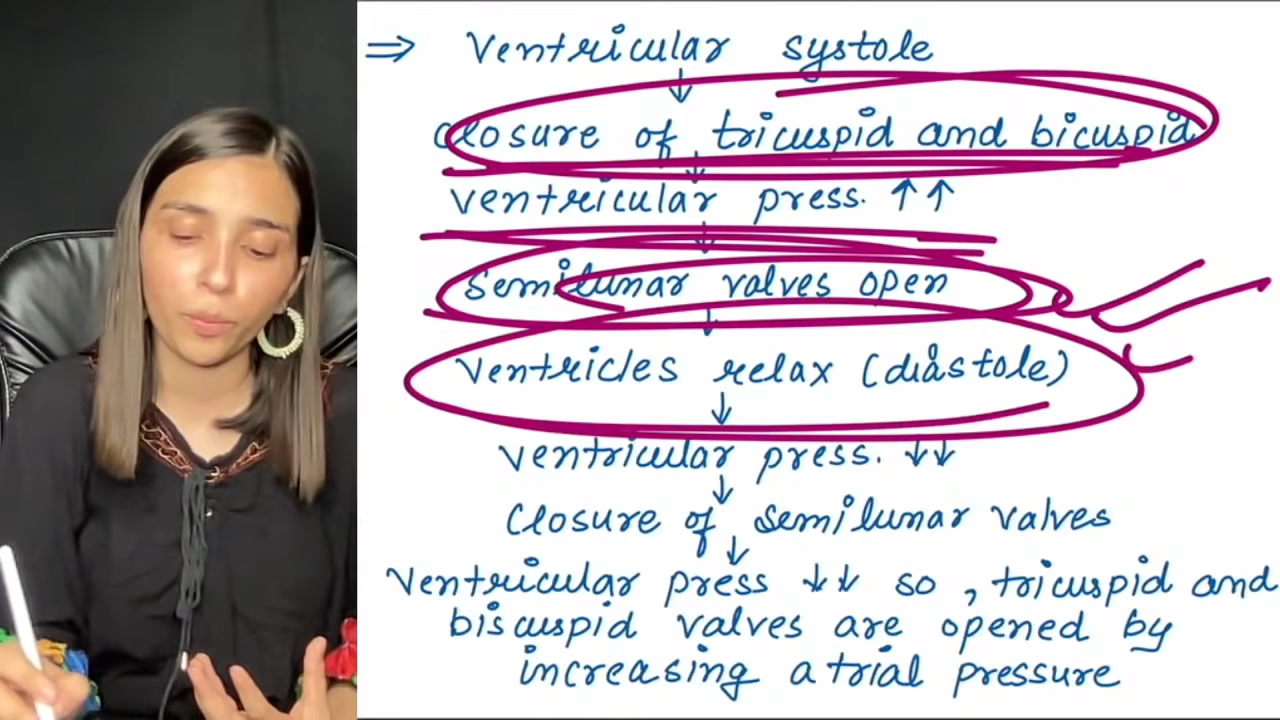 ⇒ Ventricular systole
↓
closure of tricuspid and bicuspid
↓
ventricular press. ↑↑
↓
Semilunar valves open
↓
Ventricles relax (diastole)
↓
Ventricular press. ↓↓
↓
Closure of semilunar valves
↓
Ventricular press ↓↓ so, tricuspid and
biscuspid valves are opened by
increasing atrial pressure